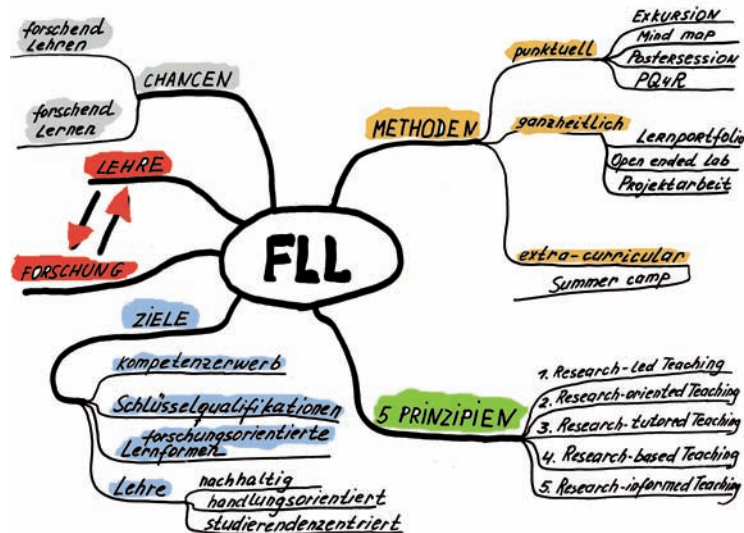 FLL
CHANCEN
forschend
Lehren
forschend
Lernen
LEHRE
FORSCHUNG
ZIELE
Kompetenzerwerb
Schlüsselqualifikationen
forschungsorientierte
Lernformen
Lehre
nachhaltig
handlungsorientiert
studierendenzentriert
METHODEN
punktuell
EXKURSION
Mind map
POSTERSESSION
PQ4R
ganzheitlich
LERNPORTFOLIO
Open ended Lab
Projektarbeit
extra-curricular
Summer camp
5 PRINZIPIEN
1. Research-led Teaching
2. Research-oriented Teaching
3. Research-tutored Teaching
4. Research-based Teaching
5. Research-informed Teaching